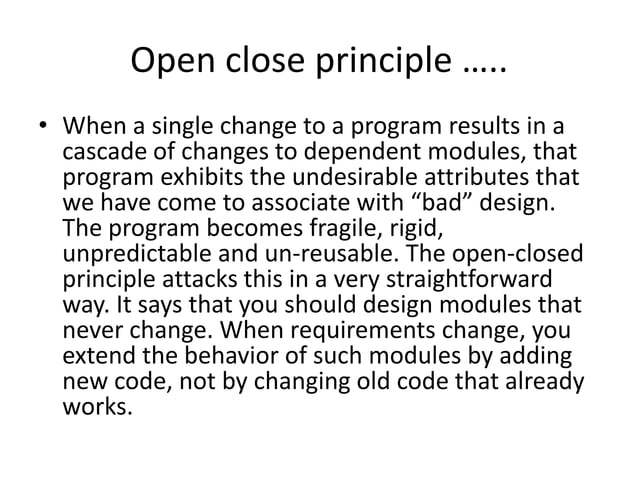 Open close principle …..
• When a single change to a program results in a
cascade of changes to dependent modules, that
program exhibits the undesirable attributes that
we have come to associate with “bad” design.
The program becomes fragile, rigid,
unpredictable and un-reusable. The open-closed
principle attacks this in a very straightforward
way. It says that you should design modules that
never change. When requirements change, you
extend the behavior of such modules by adding
new code, not by changing old code that already
works.